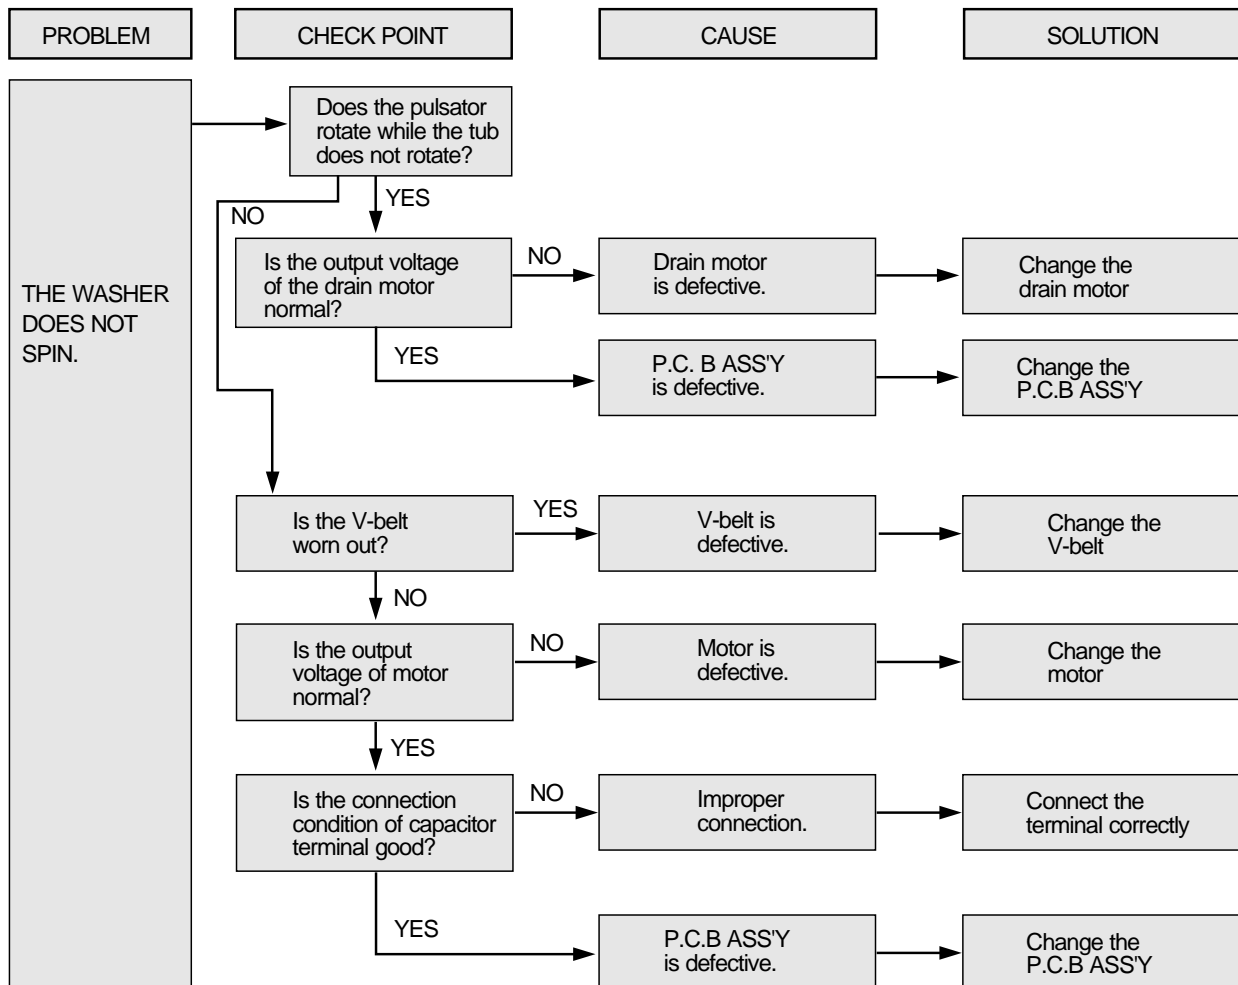 PROBLEM
CHECK POINT
CAUSE
SOLUTION
THE WASHER
DOES NOT
SPIN.
Does the pulsator
rotate while the tub
does not rotate?
NO
YES
Is the output voltage
of the drain motor
normal?
NO
Drain motor
is defective.
Change the
drain motor
YES
P.C. B ASS'Y
is defective.
Change the
P.C.B ASS'Y
Is the V-belt
worn out?
YES
V-belt is
defective.
Change the
V-belt
NO
Is the output
voltage of motor
normal?
NO
Motor is
defective.
Change the
motor
YES
Is the connection
condition of capacitor
terminal good?
NO
Improper
connection.
Connect the
terminal correctly
YES
P.C.B ASS'Y
is defective.
Change the
P.C.B ASS'Y